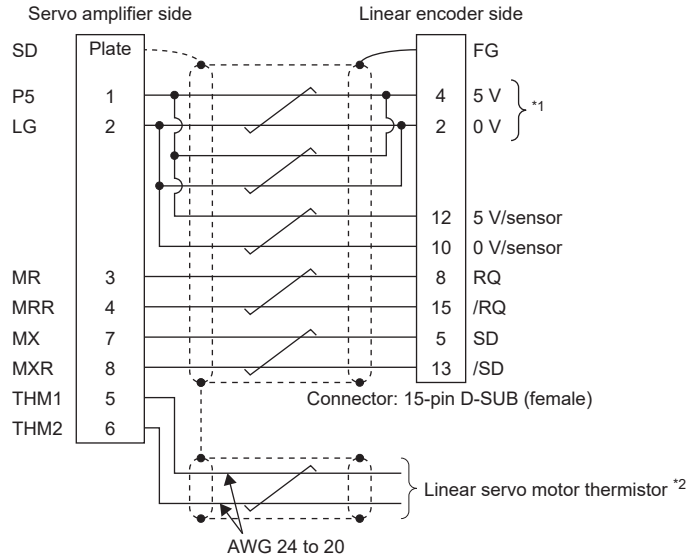 Servo amplifier side Linear encoder side
SD Plate FG
P5 1 4 5 V
*1
LG 2 2 0 V
12 5 V/sensor
10 0 V/sensor
MR 3 8 RQ
MRR 4 15 /RQ
MX 7 5 SD
MXR 8 13 /SD
THM1 5 Connector: 15-pin D-SUB (female)
THM2 6
Linear servo motor thermistor *2
AWG 24 to 20